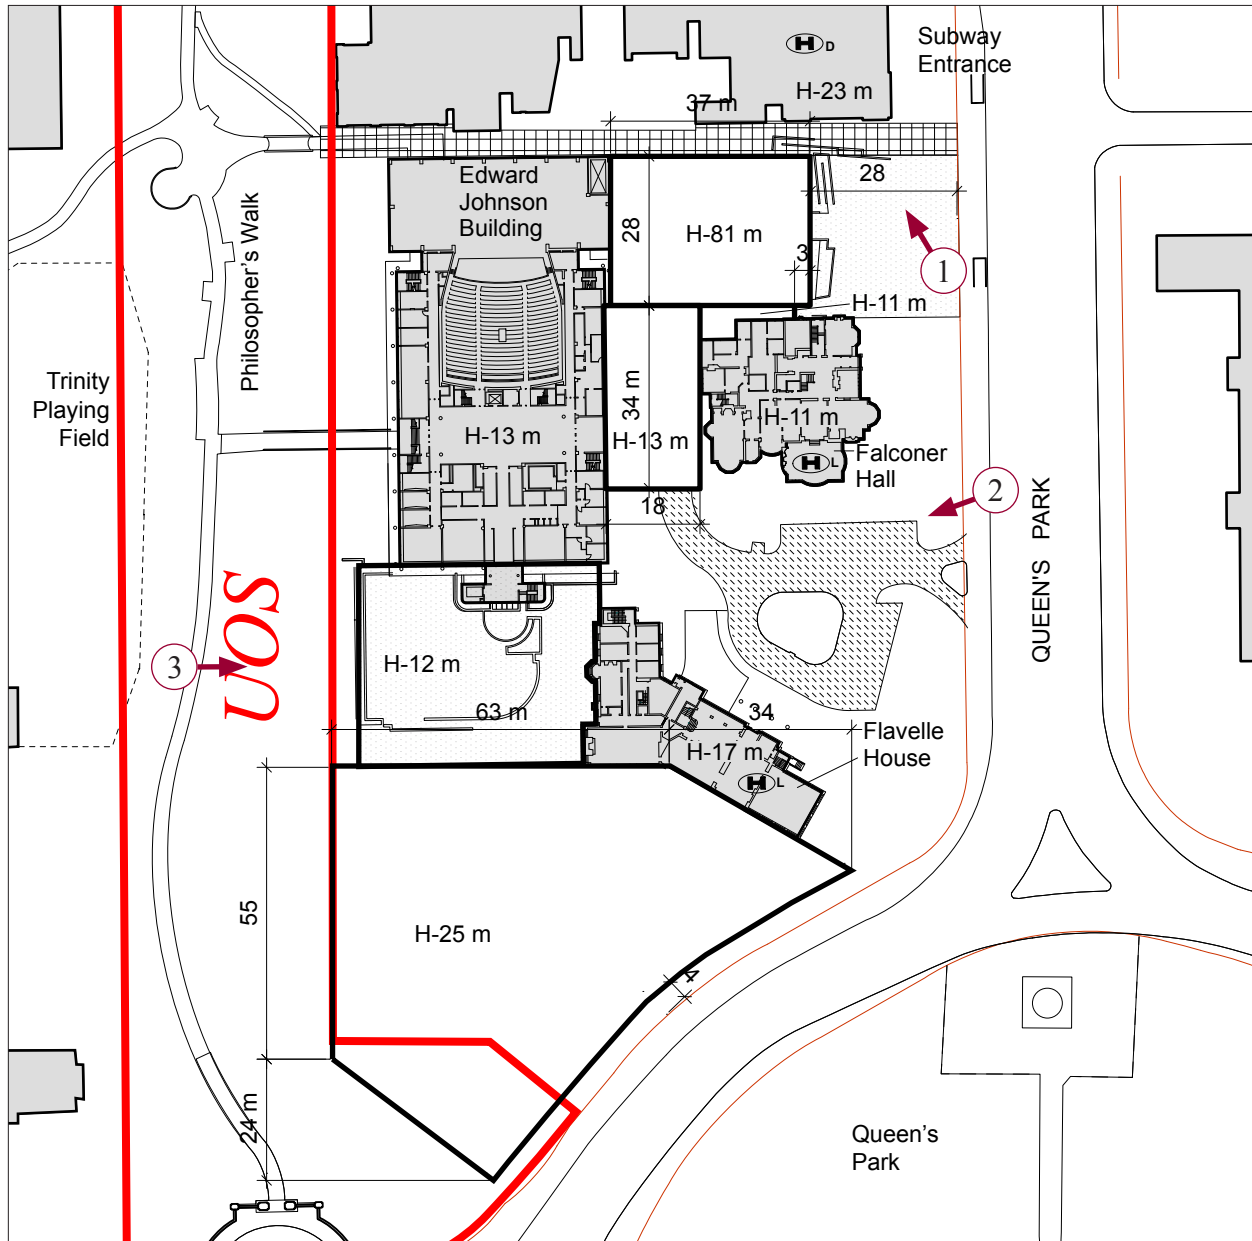 Subway
Entrance
D
H-23 m
37 m
28
Edward
Johnson
Building
28
H-81 m
3
1
H-11 m
Philosopher's Walk
Trinity
Playing
Field
34 m
H-13 m
H-13 m
H-11 m
L
Falconer
Hall
2
18
QUEEN'S PARK
UOS
3
H-12 m
63 m
34
H-17 m
L
Flavelle
House
55
H-25 m
4
24 m
Queen's
Park